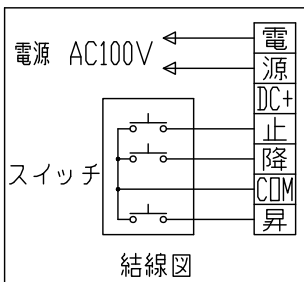 電源 AC100V
電
源
DC+
止
降
COM
昇
スイッチ
結線図